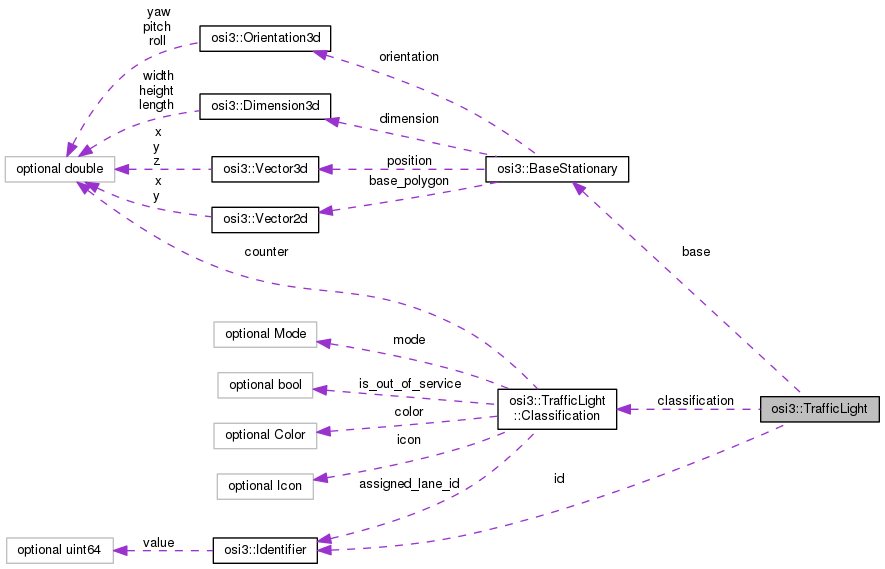 yaw
pitch
roll
osi3::Orientation3d
orientation
width
height
length
osi3::Dimension3d
dimension
x
y
z
optional double
osi3::Vector3d
position
osi3::BaseStationary
x
y
osi3::Vector2d
base_polygon
counter
base
optional Mode
mode
optional bool
is_out_of_service
osi3::TrafficLight
::Classification
classification
osi3::TrafficLight
optional Color
color
icon
optional Icon
assigned_lane_id
id
optional uint64
value
osi3::Identifier